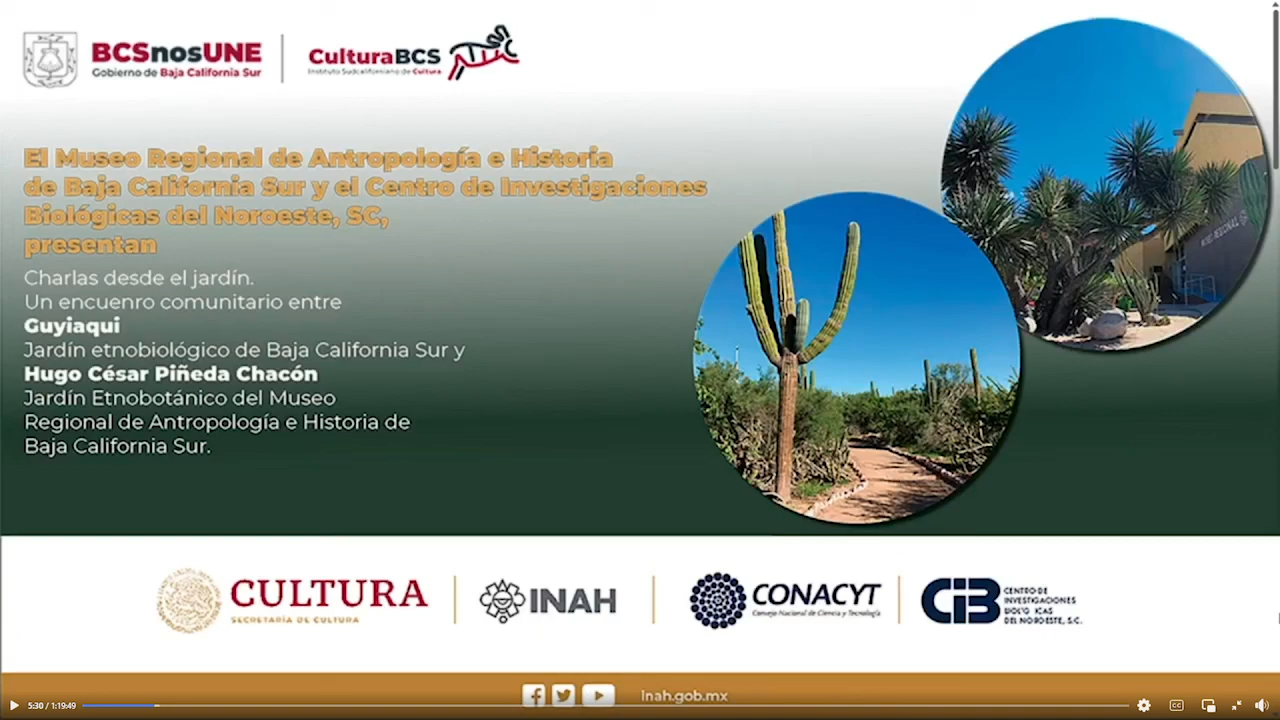 BCSnosUNE
Gobierno de Baja California Sur
CulturaBCS
Instituto Sudcaliforniano de Cultura
El Museo Regional de Antropología e Historia
de Baja California Sur y el Centro de Investigaciones
Biológicas del Noroeste, SC,
presentan
Charlas desde el jardín.
Un encuenro comunitario entre
Guyiaqui
Jardín etnobiológico de Baja California Sur y
Hugo César Piñeda Chacón
Jardín Etnobotánico del Museo
Regional de Antropología e Historia de
Baja California Sur.
MUSEO REGIONAL
CULTURA
SECRETARÍA DE CULTURA
INAH
CONACYT
Consejo Nacional de Ciencia y Tecnología
CIB
CENTRO DE
INVESTIGACIONES
BIOLÓGICAS
DEL NOROESTE, S.C.
inah.gob.mx
5:30 / 1:19:49
CC